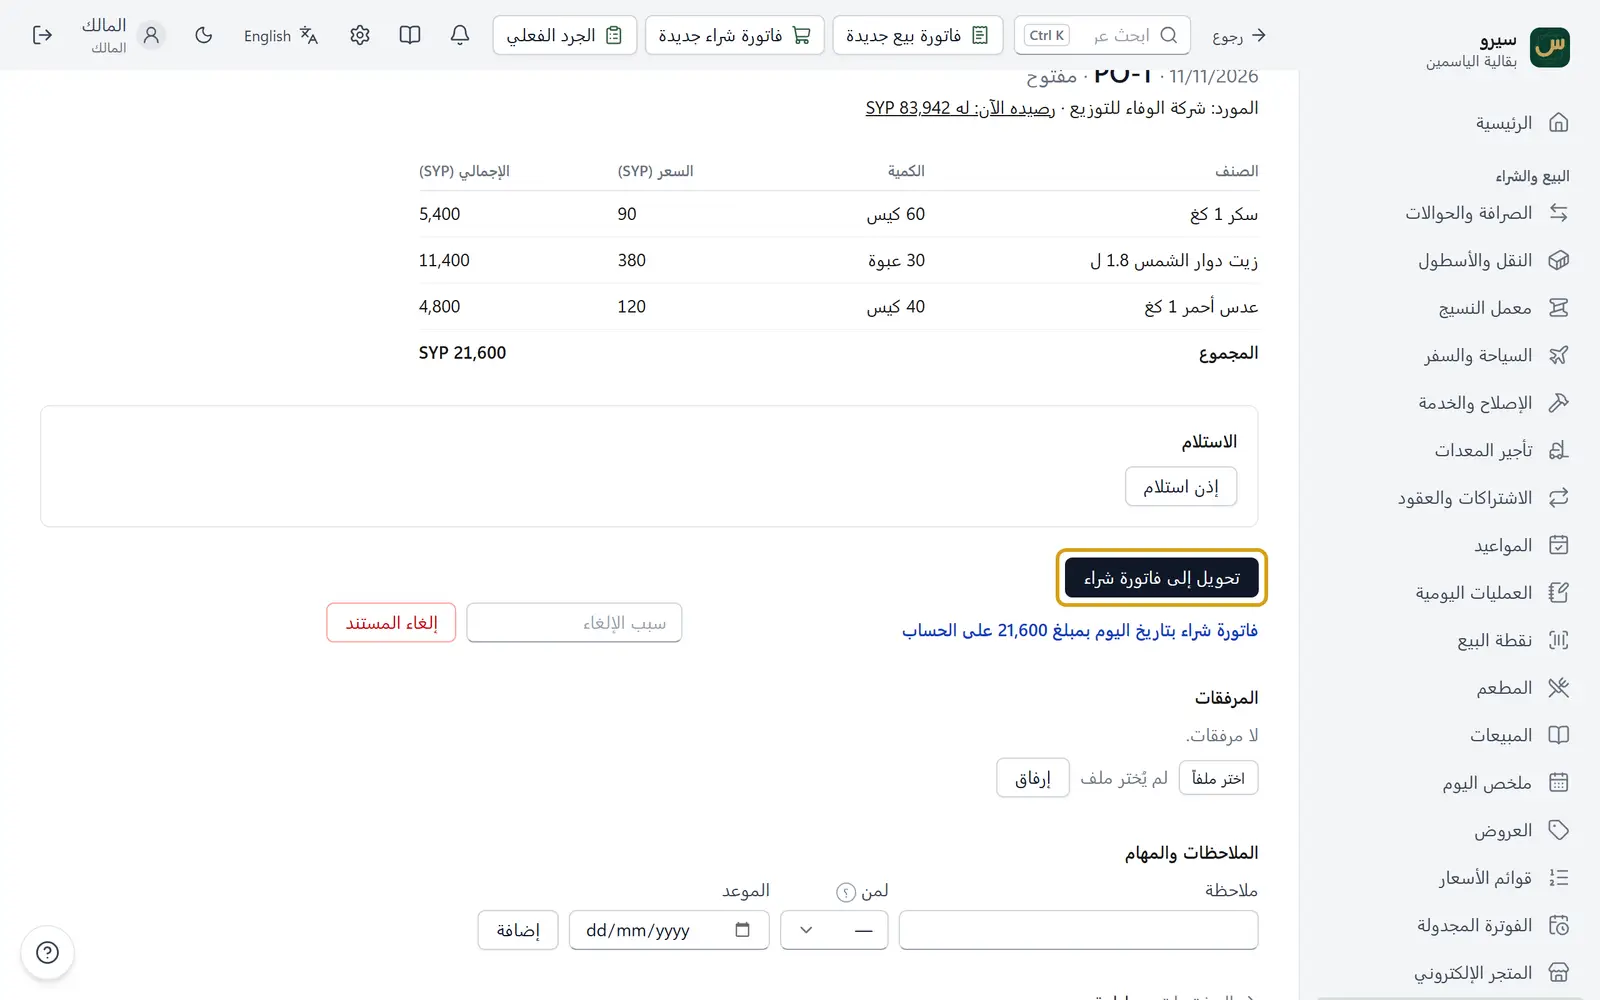 سيرو
بقالية الياسمين
رجوع
ابحث عر Ctrl K
فاتورة بيع جديدة
فاتورة شراء جديدة
الجرد الفعلي
English
المالك
المالك
الرئيسية
البيع والشراء
الصرافة والحوالات
النقل والأسطول
معمل النسيج
السياحة والسفر
الإصلاح والخدمة
تأجير المعدات
الاشتراكات والعقود
المواعيد
العمليات اليومية
نقطة البيع
المطعم
المبيعات
ملخص اليوم
العروض
قوائم الأسعار
الفوترة المجدولة
المتجر الإلكتروني
11/11/2026 · PO-1 · مفتوح
المورد: شركة الوفاء للتوزيع · رصيده الآن: له 83,942 SYP
الصنف الكمية السعر (SYP) الإجمالي (SYP)
سكر 1 كغ 60 كيس 90 5,400
زيت دوار الشمس 1.8 ل 30 عبوة 380 11,400
عدس أحمر 1 كغ 40 كيس 120 4,800
المجموع 21,600 SYP
الاستلام
إذن استلام
تحويل إلى فاتورة شراء
فاتورة شراء بتاريخ اليوم بمبلغ 21,600 على الحساب
سبب الإلغاء إلغاء المستند
المرفقات
لا مرفقات.
اختر ملفاً لم يُختر ملف إرفاق
الملاحظات والمهام
ملاحظة لمن ؟ الموعد
— dd/mm/yyyy إضافة